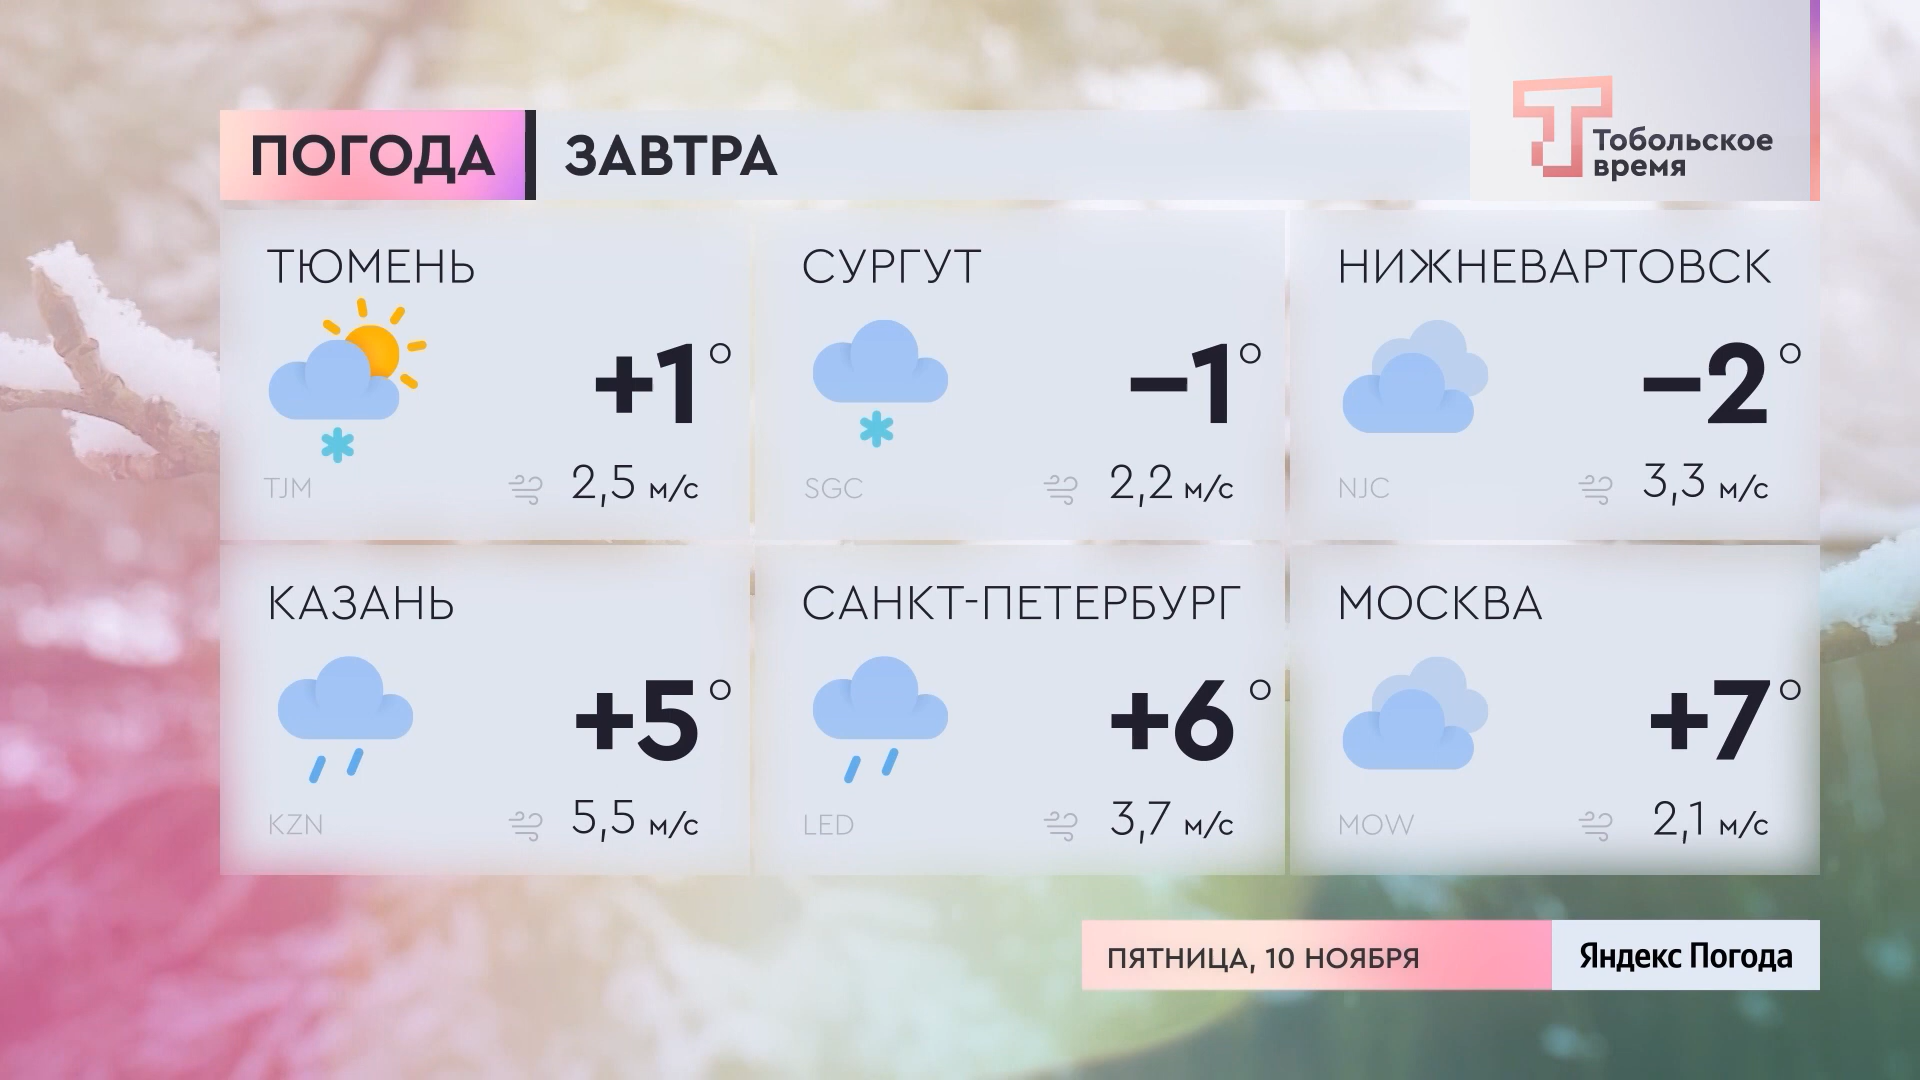 ПОГОДА ЗАВТРА
Тобольское
время
ТЮМЕНЬ
+1°
TJM 2,5 м/с
СУРГУТ
−1°
SGC 2,2 м/с
НИЖНЕВАРТОВСК
−2°
NJC 3,3 м/с
КАЗАНЬ
+5°
KZN 5,5 м/с
САНКТ-ПЕТЕРБУРГ
+6°
LED 3,7 м/с
МОСКВА
+7°
MOW 2,1 м/с
ПЯТНИЦА, 10 НОЯБРЯ Яндекс Погода